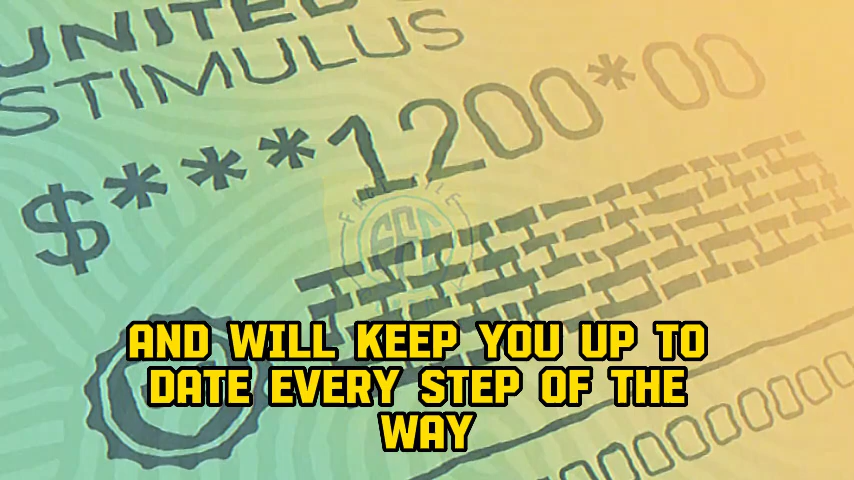 UNITED
STIMULUS
$***1200*00
AND WILL KEEP YOU UP TO
DATE EVERY STEP OF THE
WAY